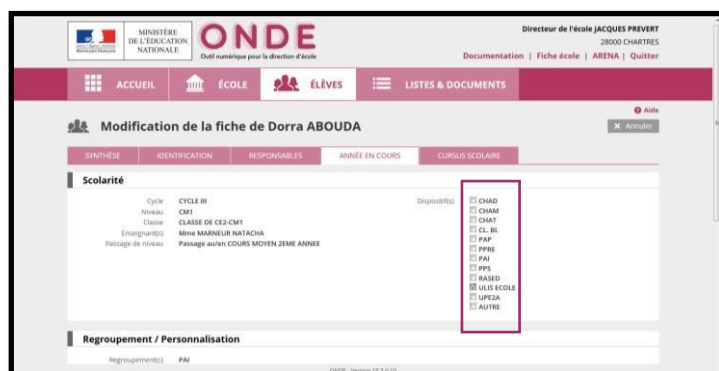 MINISTÈRE
DE L'ÉDUCATION
NATIONALE
ONDE
Outil numérique pour la direction d'école
Directeur de l'école JACQUES PREVERT
28000 CHARTRES
Documentation | Fiche école | ARENA | Quitter
ACCUEIL ÉCOLE ÉLÈVES LISTES & DOCUMENTS
Aide
Modification de la fiche de Dorra ABOUDA
Annuler
SYNTHÈSE IDENTIFICATION RESPONSABLES ANNÉE EN COURS CURSUS SCOLAIRE
Scolarité
Cycle CYCLE III
Niveau CM1
Classe CLASSE DE CE2-CM1
Enseignant(s) Mme MARNEUR NATACHA
Passage de niveau Passage au/en COURS MOYEN 2EME ANNEE
Dispositif(s)
CHAD
CHAM
CHAT
CL. BI.
PAP
PPRE
PAI
PPS
RASED
ULIS ECOLE
UPE2A
AUTRE
Regroupement / Personnalisation
Regroupement(s) PAI